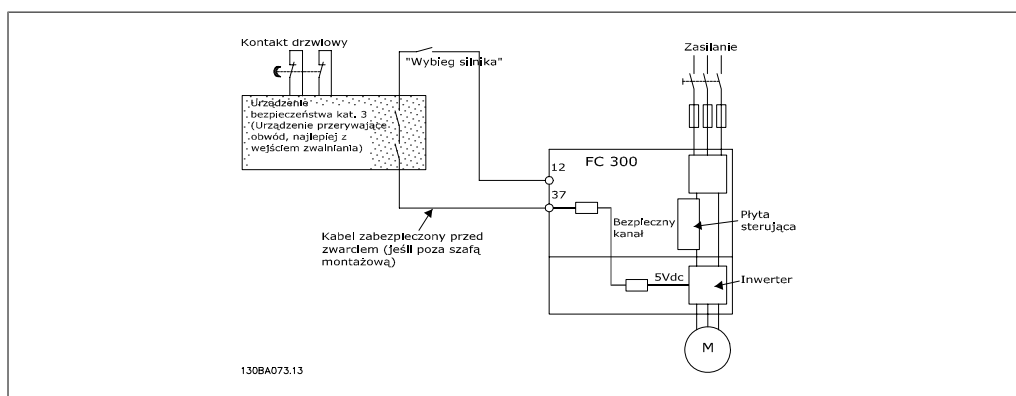 Kontakt drzwiowy
"Wybieg silnika"
Zasilanie
Urządzenie
bezpieczeństwa kat. 3
(Urządzenie przerywające
obwód, najlepiej z
wejściem zwalniania)
12
FC 300
37
Bezpieczny
kanał
Płyta
sterująca
Kabel zabezpieczony przed
zwarciem (jeśli poza szafą
montażową)
5Vdc
Inwerter
M
130BA073.13